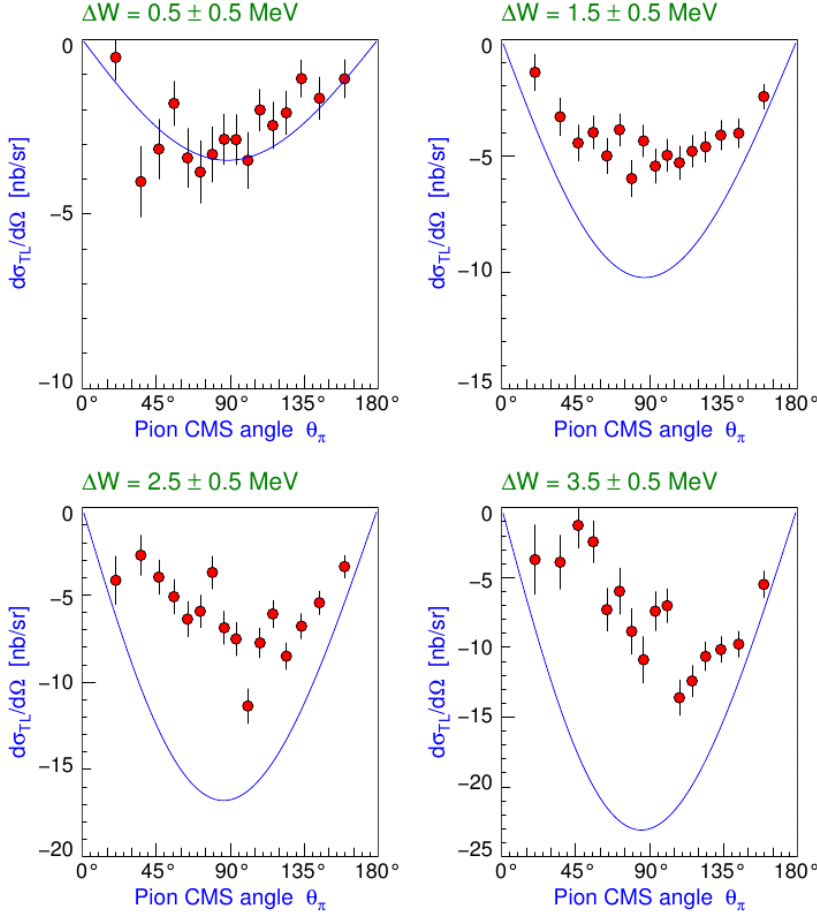 ΔW = 0.5 ± 0.5 MeV
0
−5
−10
dσTL/dΩ [nb/sr]
0° 45° 90° 135° 180°
Pion CMS angle θπ
ΔW = 1.5 ± 0.5 MeV
0
−5
−10
−15
dσTL/dΩ [nb/sr]
0° 45° 90° 135° 180°
Pion CMS angle θπ
ΔW = 2.5 ± 0.5 MeV
0
−5
−10
−15
−20
dσTL/dΩ [nb/sr]
0° 45° 90° 135° 180°
Pion CMS angle θπ
ΔW = 3.5 ± 0.5 MeV
0
−5
−10
−15
−20
−25
dσTL/dΩ [nb/sr]
0° 45° 90° 135° 180°
Pion CMS angle θπ